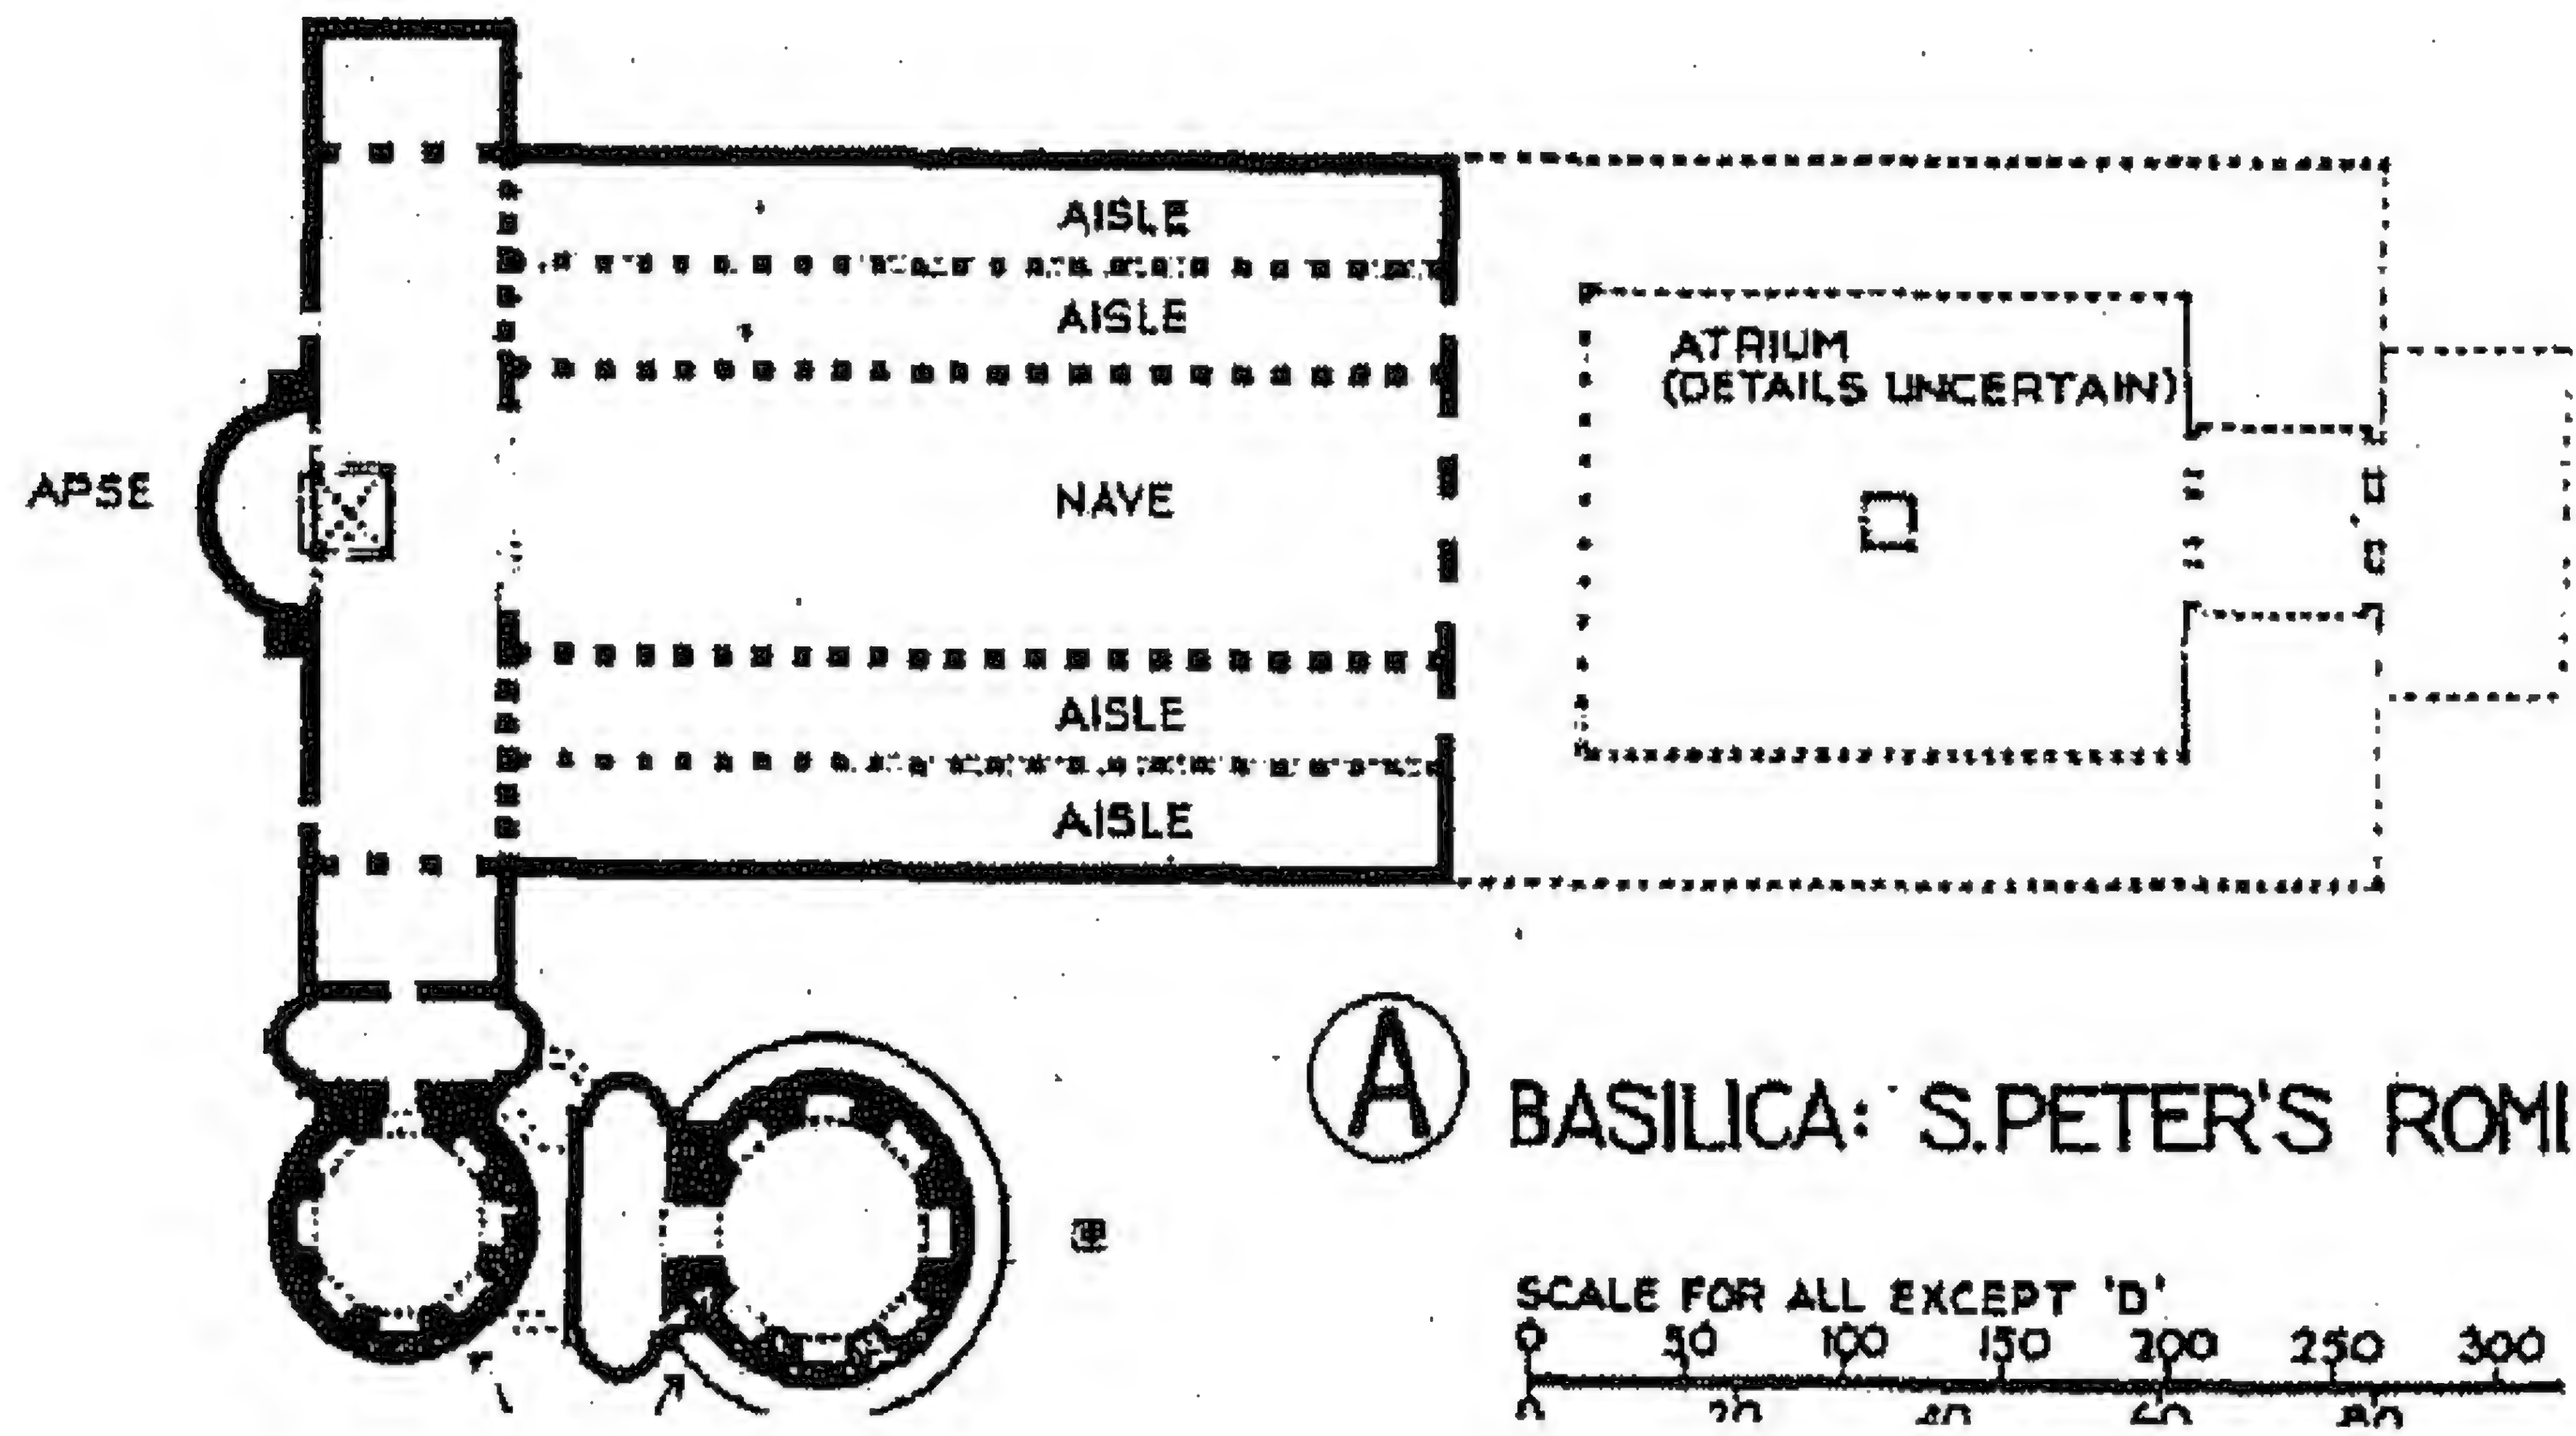 AISLE
AISLE
ATRIUM
(DETAILS UNCERTAIN)
APSE
NAVE
AISLE
AISLE
A
BASILICA: S.PETER'S
SCALE FOR ALL EXCEPT 'D'
0 50 100 150 200 250 300